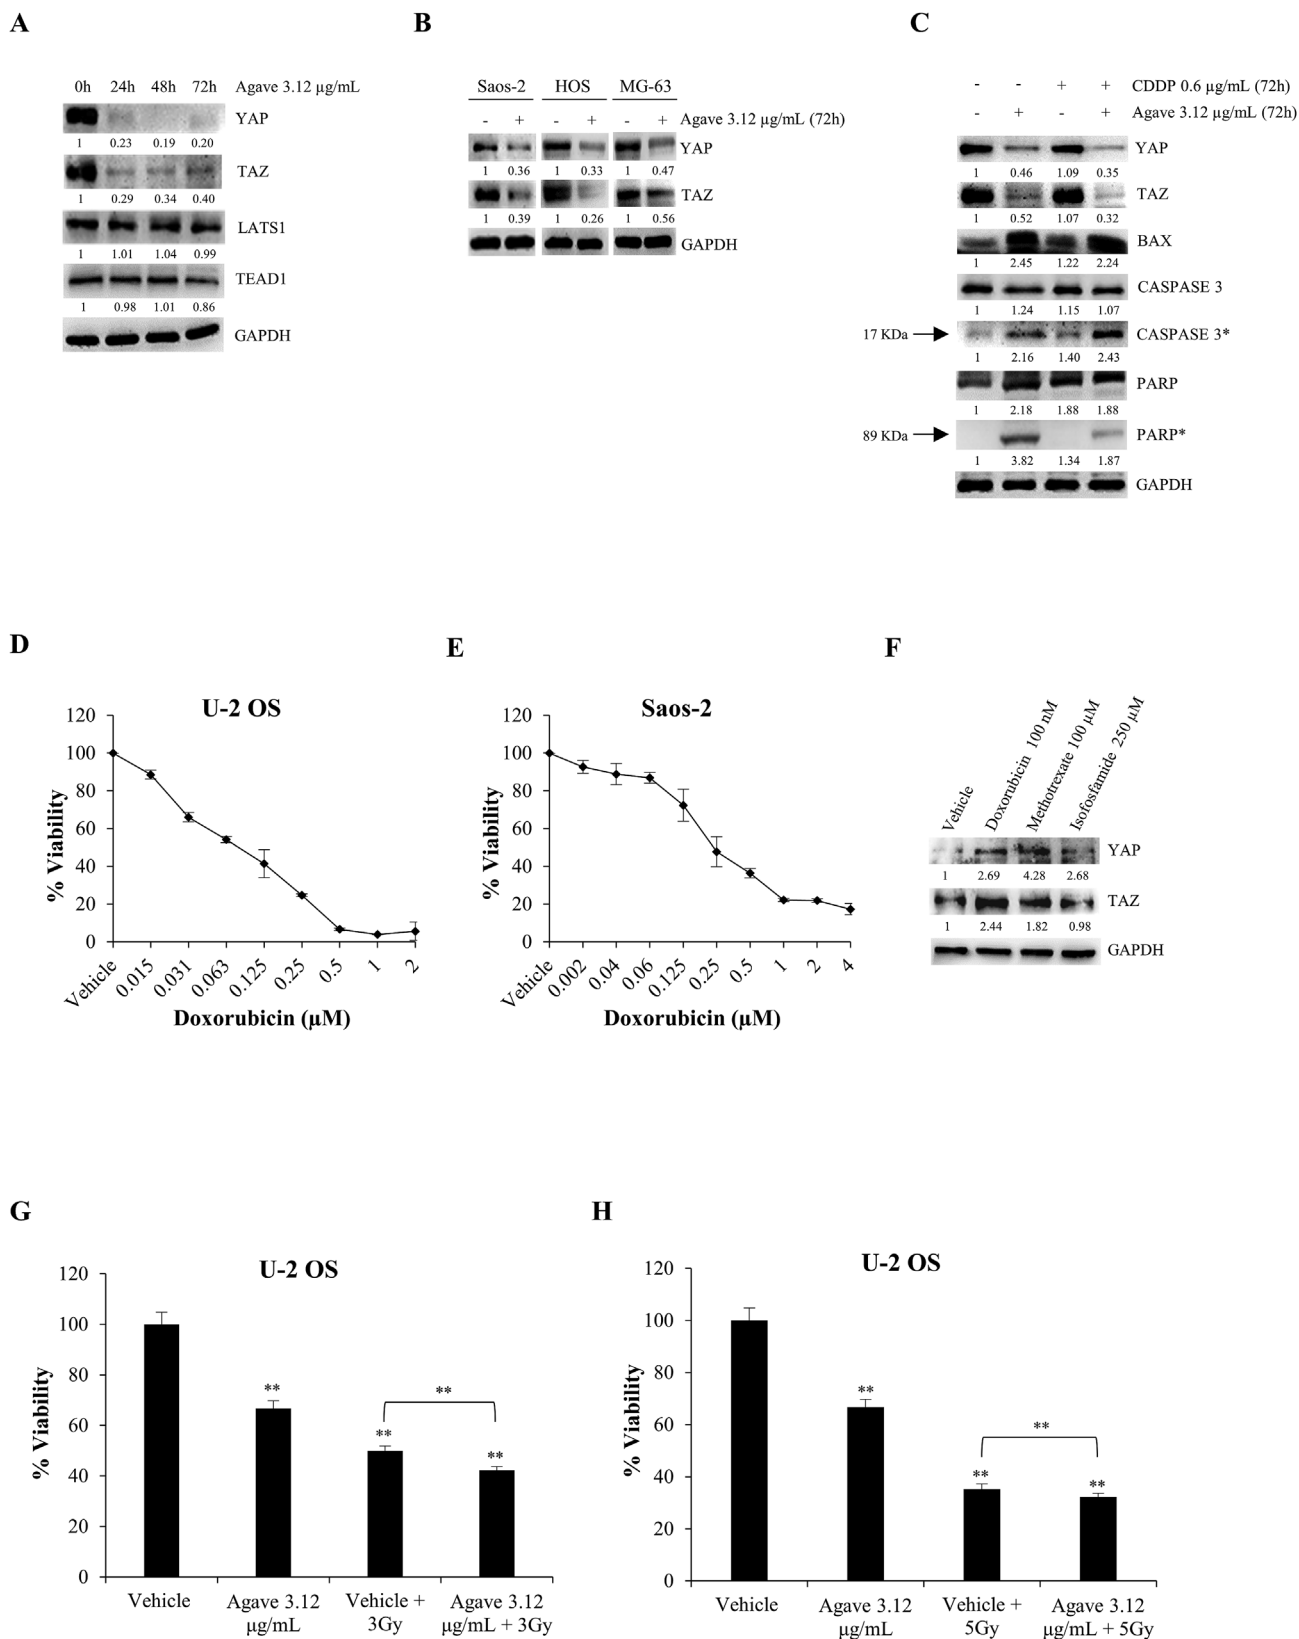 A
0h 24h 48h 72h Agave 3.12 µg/mL
YAP
1 0.23 0.19 0.20
TAZ
1 0.29 0.34 0.40
LATS1
1 1.01 1.04 0.99
TEAD1
1 0.98 1.01 0.86
GAPDH
B
Saos-2 HOS MG-63
- + - + - + Agave 3.12 µg/mL (72h)
YAP
1 0.36 1 0.33 1 0.47
TAZ
1 0.39 1 0.26 1 0.56
GAPDH
C
- - + + CDDP 0.6 µg/mL (72h)
- + - + Agave 3.12 µg/mL (72h)
YAP
1 0.46 1.09 0.35
TAZ
1 0.52 1.07 0.32
BAX
1 2.45 1.22 2.24
CASPASE 3
1 1.24 1.15 1.07
17 KDa CASPASE 3*
1 2.16 1.40 2.43
PARP
1 2.18 1.88 1.88
89 KDa PARP*
1 3.82 1.34 1.87
GAPDH
D
U-2 OS
% Viability
120
100
80
60
40
20
0
Vehicle 0.015 0.031 0.063 0.125 0.25 0.5 1 2
Doxorubicin (µM)
E
Saos-2
% Viability
120
100
80
60
40
20
0
Vehicle 0.002 0.04 0.06 0.125 0.25 0.5 1 2 4
Doxorubicin (µM)
F
Vehicle
Doxorubicin 100 nM
Methotrexate 100 µM
Isofosfamide 250 µM
YAP
1 2.69 4.28 2.68
TAZ
1 2.44 1.82 0.98
GAPDH
G
U-2 OS
% Viability
120
100
80
60
40
20
0
**
**
**
**
Vehicle
Agave 3.12
µg/mL
Vehicle +
3Gy
Agave 3.12
µg/mL + 3Gy
H
U-2 OS
% Viability
120
100
80
60
40
20
0
**
**
**
**
Vehicle
Agave 3.12
µg/mL
Vehicle +
5Gy
Agave 3.12
µg/mL + 5Gy